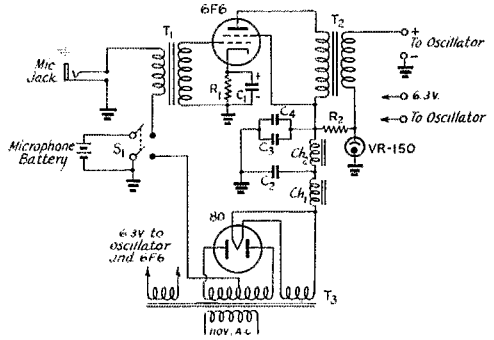 6F6
T1
T2
+
To Oscillator
-
Mic
Jack
R1
C1
+
-
C4
R2
6.3V.
To Oscillator
C3
Microphone
Battery
S1
Ch2
VR-150
C2
Ch1
80
6.3V to
Oscillator
and 6F6
T3
110V. A-C